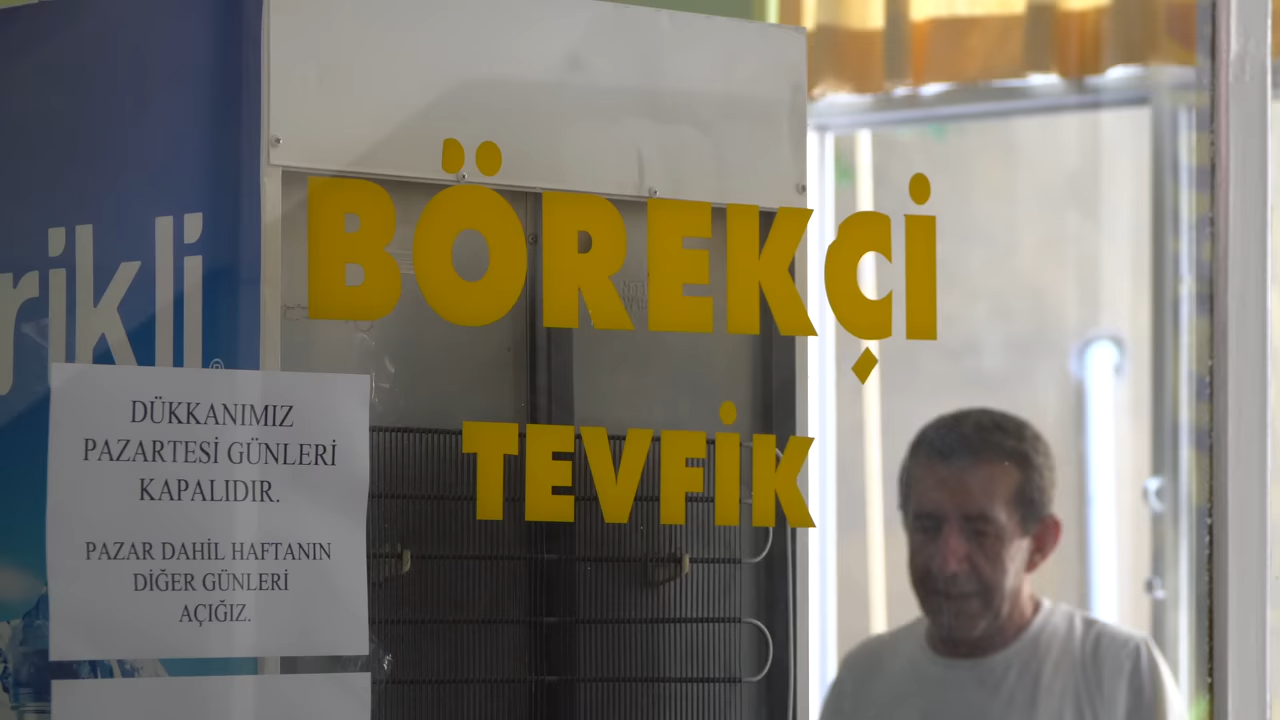 BÖREKÇİ
TEVFİK
rikli
DÜKKANIMIZ
PAZARTESİ GÜNLERİ
KAPALIDIR.
PAZAR DAHİL HAFTANIN
DİĞER GÜNLERİ
AÇIĞIZ.